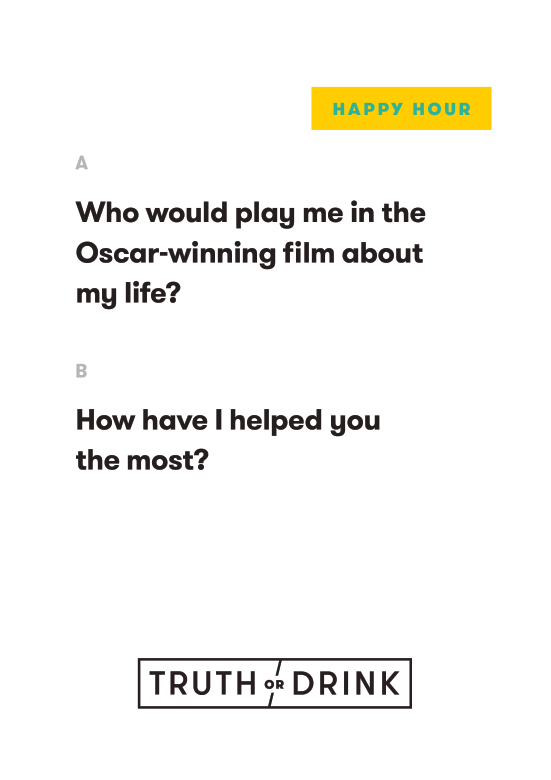 HAPPY HOUR
A
Who would play me in the
Oscar-winning film about
my life?
B
How have I helped you
the most?
TRUTH OR DRINK